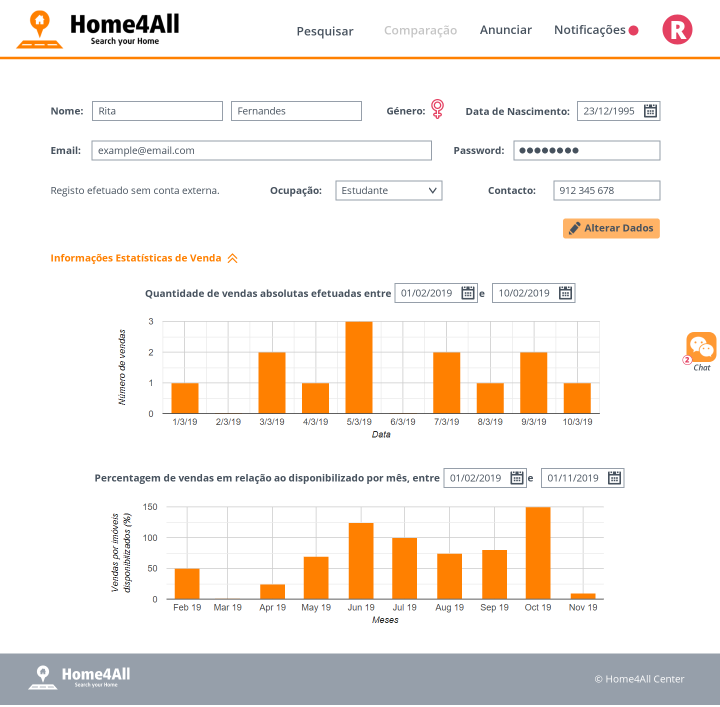 Home4All
Search your Home
Pesquisar Comparação Anunciar Notificações R
Nome: Rita Fernandes Género: Data de Nascimento: 23/12/1995
Email: example@email.com Password: ●●●●●●●●
Registo efetuado sem conta externa. Ocupação: Estudante Contacto: 912 345 678
Alterar Dados
Informações Estatísticas de Venda
Quantidade de vendas absolutas efetuadas entre 01/02/2019 e 10/02/2019
Número de vendas
3
2
1
0
1/3/19 2/3/19 3/3/19 4/3/19 5/3/19 6/3/19 7/3/19 8/3/19 9/3/19 10/3/19
Data
2
Chat
Percentagem de vendas em relação ao disponibilizado por mês, entre 01/02/2019 e 01/11/2019
Vendas por imóveis
disponibilizados (%)
150
100
50
0
Feb 19 Mar 19 Apr 19 May 19 Jun 19 Jul 19 Aug 19 Sep 19 Oct 19 Nov 19
Meses
Home4All
Search your Home
© Home4All Center